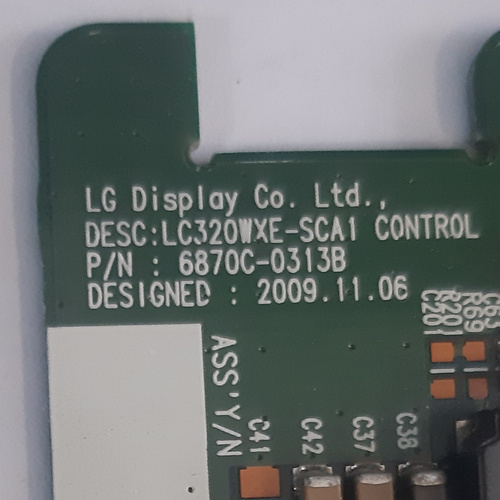 LG Display Co. Ltd.,
DESC:LC320WXE-SCA1 CONTROL
P/N : 6870C-0313B
DESIGNED : 2009.11.06
C201
R201
R69
C65
ASS'Y/N
C41
C42
C37
C38